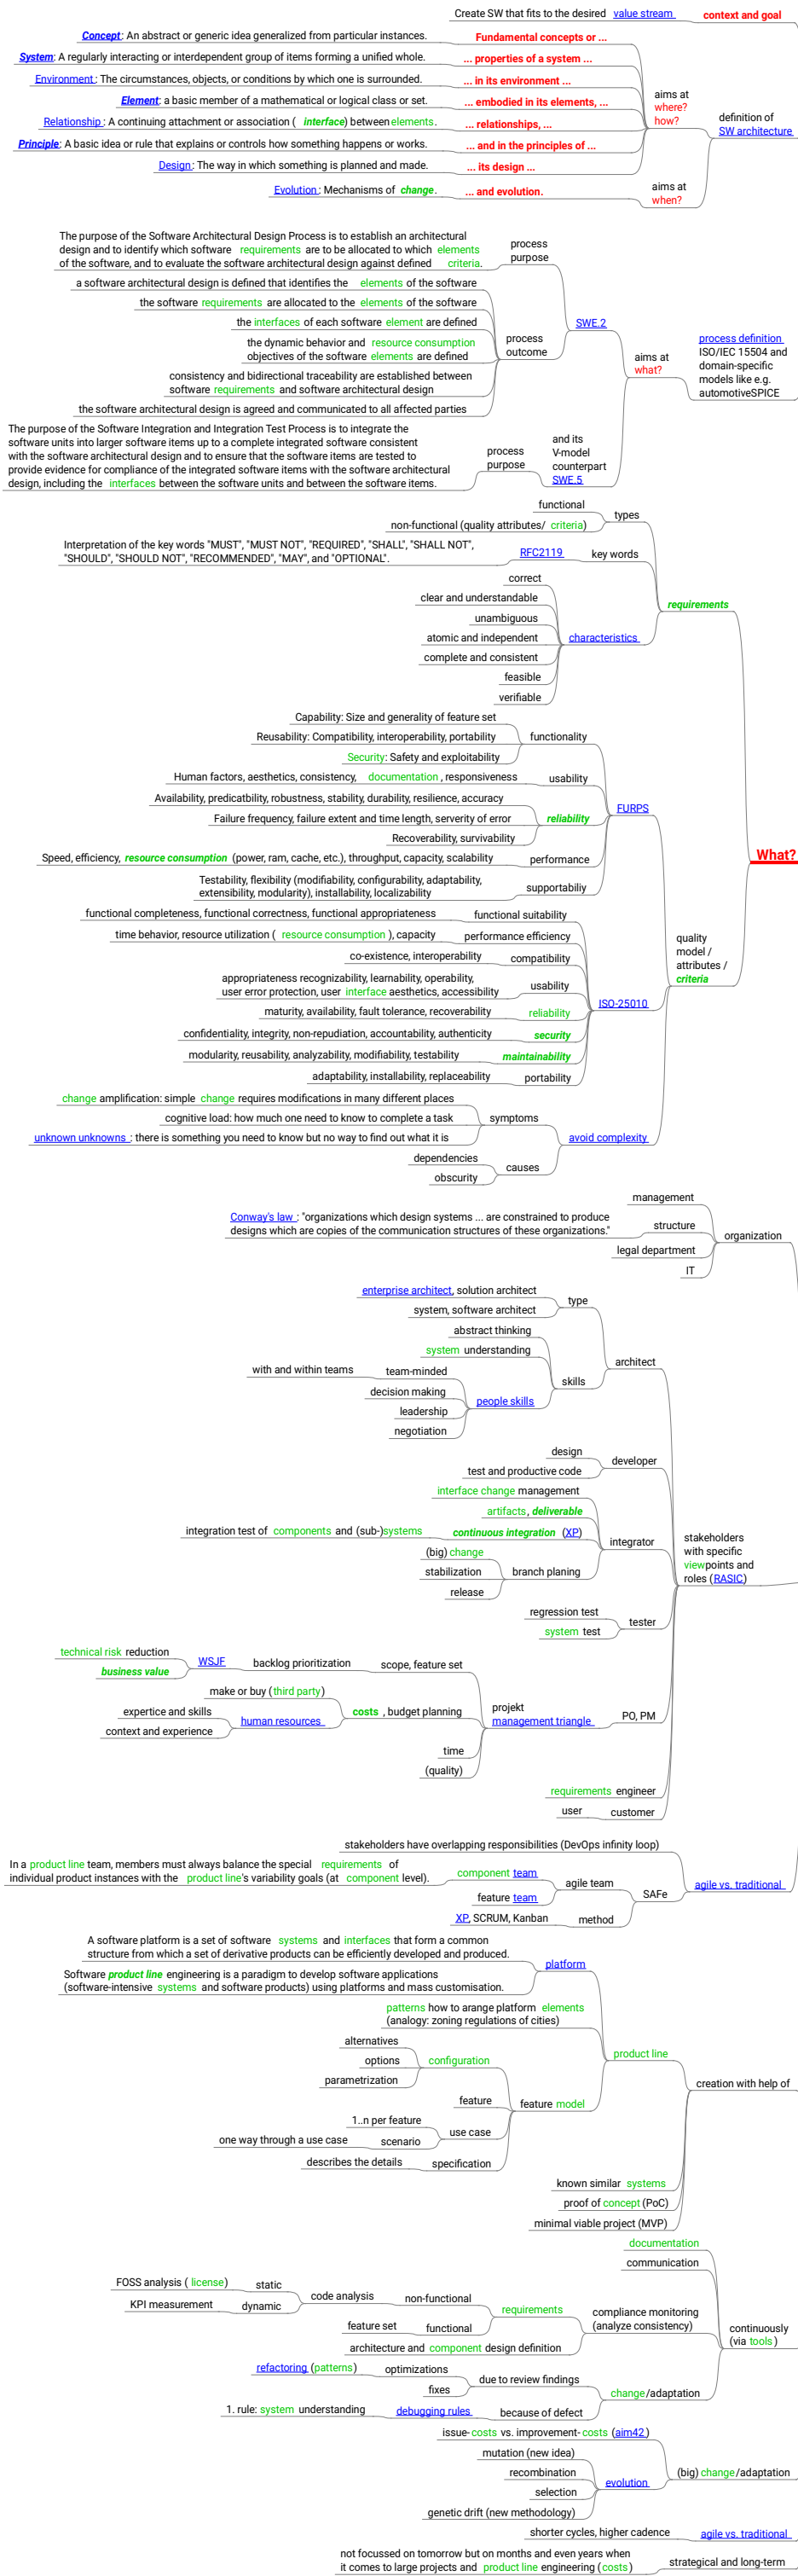 Create SW that fits to the desired value stream
context and goal
Concept: An abstract or generic idea generalized from particular instances.
Fundamental concepts or ...
System: A regularly interacting or interdependent group of items forming a unified whole.
... properties of a system ...
Environment: The circumstances, objects, or conditions by which one is surrounded.
... in its environment ...
Element: a basic member of a mathematical or logical class or set.
... embodied in its elements, ...
Relationship: A continuing attachment or association ( interface) between elements.
... relationships, ...
Principle: A basic idea or rule that explains or controls how something happens or works.
... and in the principles of ...
Design: The way in which something is planned and made.
... its design ...
aims at
where?
how?
Evolution: Mechanisms of change.
... and evolution.
aims at
when?
definition of
SW architecture
The purpose of the Software Architectural Design Process is to establish an architectural
design and to identify which software requirements are to be allocated to which elements
of the software, and to evaluate the software architectural design against defined criteria.
process
purpose
a software architectural design is defined that identifies the elements of the software
the software requirements are allocated to the elements of the software
the interfaces of each software element are defined
the dynamic behavior and resource consumption
objectives of the software elements are defined
consistency and bidirectional traceability are established between
software requirements and software architectural design
the software architectural design is agreed and communicated to all affected parties
process
outcome
SWE.2
The purpose of the Software Integration and Integration Test Process is to integrate the
software units into larger software items up to a complete integrated software consistent
with the software architectural design and to ensure that the software items are tested to
provide evidence for compliance of the integrated software items with the software architectural
design, including the interfaces between the software units and between the software items.
process
purpose
and its
V-model
counterpart
SWE.5
aims at
what?
process definition
ISO/IEC 15504 and
domain-specific
models like e.g.
automotiveSPICE
functional
non-functional (quality attributes/ criteria)
types
Interpretation of the key words "MUST", "MUST NOT", "REQUIRED", "SHALL", "SHALL NOT",
"SHOULD", "SHOULD NOT", "RECOMMENDED", "MAY", and "OPTIONAL".
RFC2119
key words
correct
clear and understandable
unambiguous
atomic and independent
complete and consistent
feasible
verifiable
characteristics
requirements
Capability: Size and generality of feature set
Reusability: Compatibility, interoperability, portability
Security: Safety and exploitability
functionality
Human factors, aesthetics, consistency, documentation, responsiveness
usability
Availability, predicatbility, robustness, stability, durability, resilience, accuracy
Failure frequency, failure extent and time length, serverity of error
Recoverability, survivability
reliability
Speed, efficiency, resource consumption (power, ram, cache, etc.), throughput, capacity, scalability
performance
Testability, flexibility (modifiability, configurability, adaptability,
extensibility, modularity), installability, localizability
supportabiliy
FURPS
functional completeness, functional correctness, functional appropriateness
functional suitability
time behavior, resource utilization ( resource consumption ), capacity
performance efficiency
co-existence, interoperability
compatibility
appropriateness recognizability, learnability, operability,
user error protection, user interface aesthetics, accessibility
usability
maturity, availability, fault tolerance, recoverability
reliability
confidentiality, integrity, non-repudiation, accountability, authenticity
security
modularity, reusability, analyzability, modifiability, testability
maintainability
adaptability, installability, replaceability
portability
ISO-25010
change amplification: simple change requires modifications in many different places
cognitive load: how much one need to know to complete a task
unknown unknowns : there is something you need to know but no way to find out what it is
symptoms
dependencies
obscurity
causes
avoid complexity
quality
model /
attributes /
criteria
What?
management
Conway's law : "organizations which design systems ... are constrained to produce
designs which are copies of the communication structures of these organizations."
structure
legal department
IT
organization
enterprise architect, solution architect
system, software architect
type
abstract thinking
system understanding
with and within teams
team-minded
decision making
leadership
negotiation
people skills
skills
architect
design
test and productive code
developer
interface change management
artifacts, deliverable
integration test of components and (sub-)systems
continuous integration (XP)
(big) change
stabilization
release
branch planing
integrator
regression test
system test
tester
technical risk reduction
business value
WSJF
backlog prioritization
scope, feature set
make or buy (third party)
expertice and skills
context and experience
human resources
costs , budget planning
time
(quality)
projekt
management triangle
PO, PM
requirements engineer
user
customer
stakeholders
with specific
viewpoints and
roles (RASIC)
stakeholders have overlapping responsibilities (DevOps infinity loop)
In a product line team, members must always balance the special requirements of
individual product instances with the product line's variability goals (at component level).
component team
feature team
agile team
XP, SCRUM, Kanban
method
SAFe
agile vs. traditional
A software platform is a set of software systems and interfaces that form a common
structure from which a set of derivative products can be efficiently developed and produced.
Software product line engineering is a paradigm to develop software applications
(software-intensive systems and software products) using platforms and mass customisation.
platform
patterns how to arange platform elements
(analogy: zoning regulations of cities)
alternatives
options
parametrization
configuration
feature
1..n per feature
one way through a use case
scenario
use case
describes the details
specification
feature model
product line
known similar systems
proof of concept (PoC)
minimal viable project (MVP)
creation with help of
documentation
communication
FOSS analysis ( license)
static
KPI measurement
dynamic
code analysis
non-functional
feature set
functional
requirements
architecture and component design definition
compliance monitoring
(analyze consistency)
refactoring (patterns)
optimizations
fixes
due to review findings
1. rule: system understanding
debugging rules
because of defect
change/adaptation
continuously
(via tools )
issue-costs vs. improvement-costs (aim42)
mutation (new idea)
recombination
selection
genetic drift (new methodology)
evolution
(big) change/adaptation
shorter cycles, higher cadence
agile vs. traditional
not focussed on tomorrow but on months and even years when
it comes to large projects and product line engineering (costs)
strategical and long-term